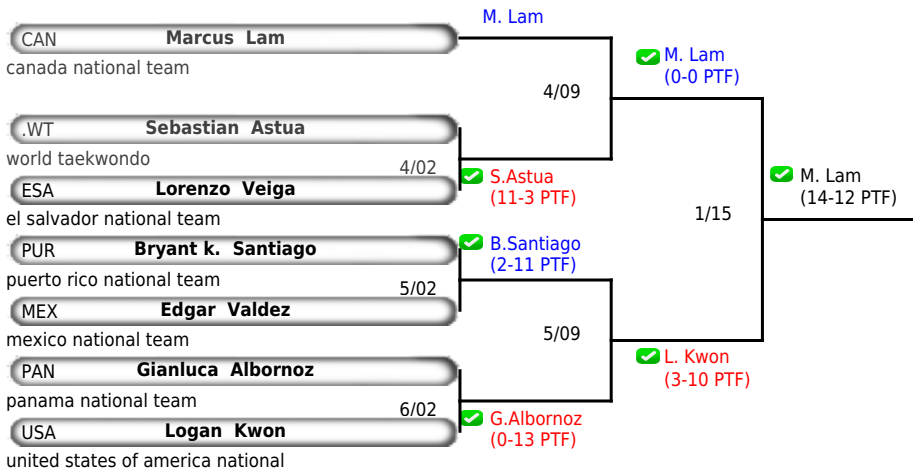 M. Lam
CAN Marcus Lam
canada national team
M. Lam
(0-0 PTF)
4/09
.WT Sebastian Astua
world taekwondo
4/02
S.Astua
(11-3 PTF)
ESA Lorenzo Veiga
el salvador national team
M. Lam
(14-12 PTF)
1/15
PUR Bryant k. Santiago
puerto rico national team
B.Santiago
(2-11 PTF)
5/02
MEX Edgar Valdez
mexico national team
5/09
L. Kwon
(3-10 PTF)
PAN Gianluca Albornoz
panama national team
6/02
G.Albornoz
(0-13 PTF)
USA Logan Kwon
united states of america national